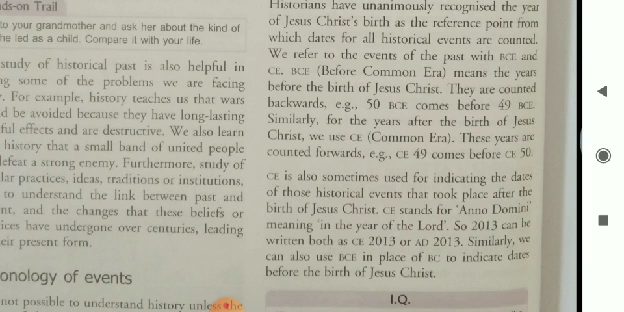 ds-on Trail
to your grandmother and ask her about the kind of
he led as a child. Compare it with your life.
study of historical past is also helpful in
ng some of the problems we are facing
For example, history teaches us that wars
d be avoided because they have long-lasting
ful effects and are destructive. We also learn
history that a small band of united people
defeat a strong enemy. Furthermore, study of
lar practices, ideas, traditions or institutions,
to understand the link between past and
nt, and the changes that these beliefs or
ices have undergone over centuries, leading
eir present form.
onology of events
not possible to understand history unless the
Historians have unanimously recognised the year
of Jesus Christ's birth as the reference point from
which dates for all historical events are counted.
We refer to the events of the past with BCE and
CE. BCE (Before Common Era) means the years
before the birth of Jesus Christ. They are counted
backwards, e.g., 50 BCE comes before 49 BCE.
Similarly, for the years after the birth of Jesus
Christ, we use CE (Common Era). These years are
counted forwards, e.g., CE 49 comes before CE 50.
CE is also sometimes used for indicating the dates
of those historical events that took place after the
birth of Jesus Christ. CE stands for 'Anno Domini'
meaning 'in the year of the Lord'. So 2013 can be
written both as CE 2013 or AD 2013. Similarly, we
can also use BCE in place of BC to indicate dates
before the birth of Jesus Christ.
I.Q.